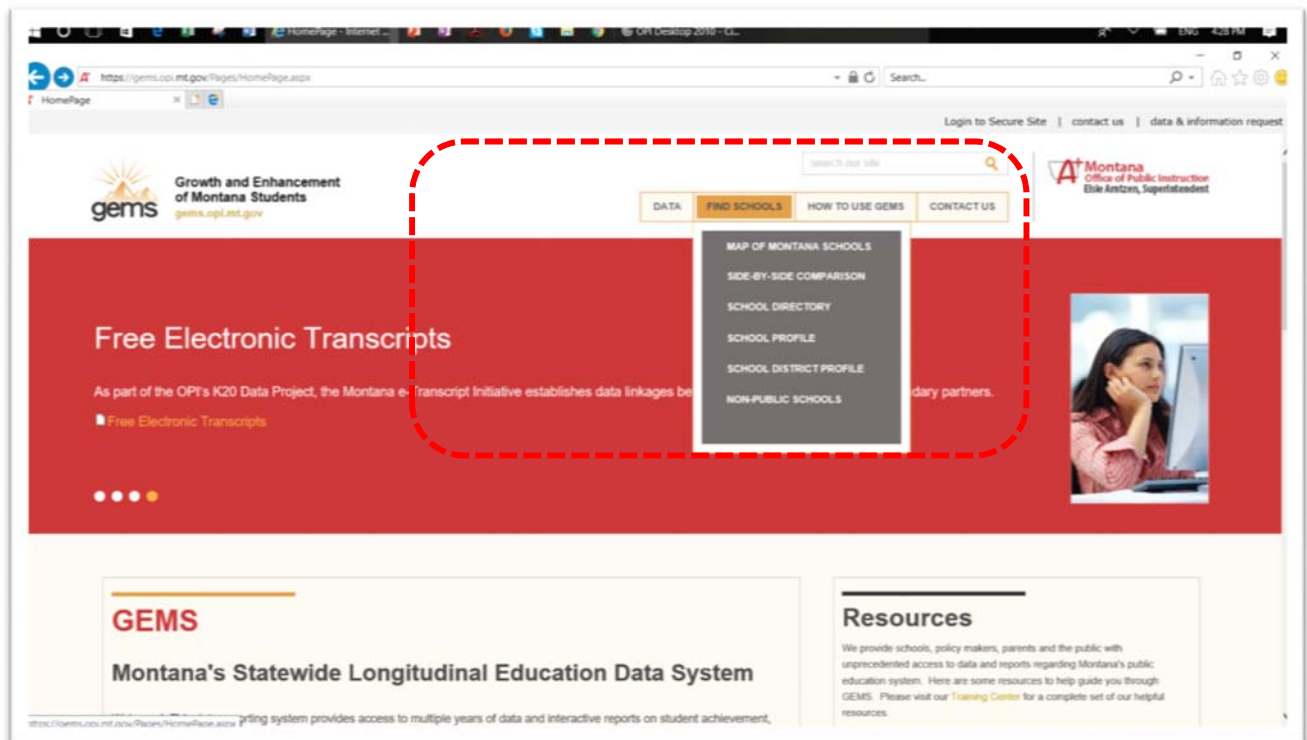 HomePage - Internet ...
OPI Desktop 2010 - Ci...
ENG 4:28 PM
https://gems.opi.mt.gov/Pages/HomePage.aspx
Search...
HomePage
Login to Secure Site | contact us | data & information request
search our site
gems
Growth and Enhancement
of Montana Students
gems.opi.mt.gov
A+ Montana
Office of Public Instruction
Elsie Arntzen, Superintendent
DATA FIND SCHOOLS HOW TO USE GEMS CONTACT US
MAP OF MONTANA SCHOOLS
SIDE-BY-SIDE COMPARISON
SCHOOL DIRECTORY
SCHOOL PROFILE
SCHOOL DISTRICT PROFILE
NON-PUBLIC SCHOOLS
Free Electronic Transcripts
As part of the OPI's K20 Data Project, the Montana e-Transcript Initiative establishes data linkages be dary partners.
Free Electronic Transcripts
GEMS
Montana's Statewide Longitudinal Education Data System
orting system provides access to multiple years of data and interactive reports on student achievement,
https://gems.opi.mt.gov/Pages/HomePage.aspx
Resources
We provide schools, policy makers, parents and the public with
unprecedented access to data and reports regarding Montana's public
education system. Here are some resources to help guide you through
GEMS. Please visit our Training Center for a complete set of our helpful
resources.